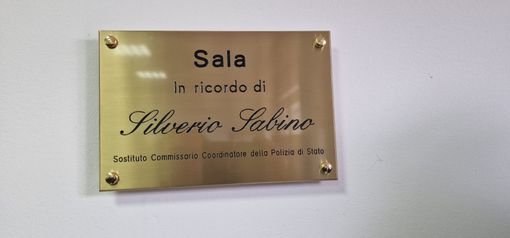 Sala
In ricordo di
Silverio Sabino
Sostituto Commissario Coordinatore della Polizia di Stato